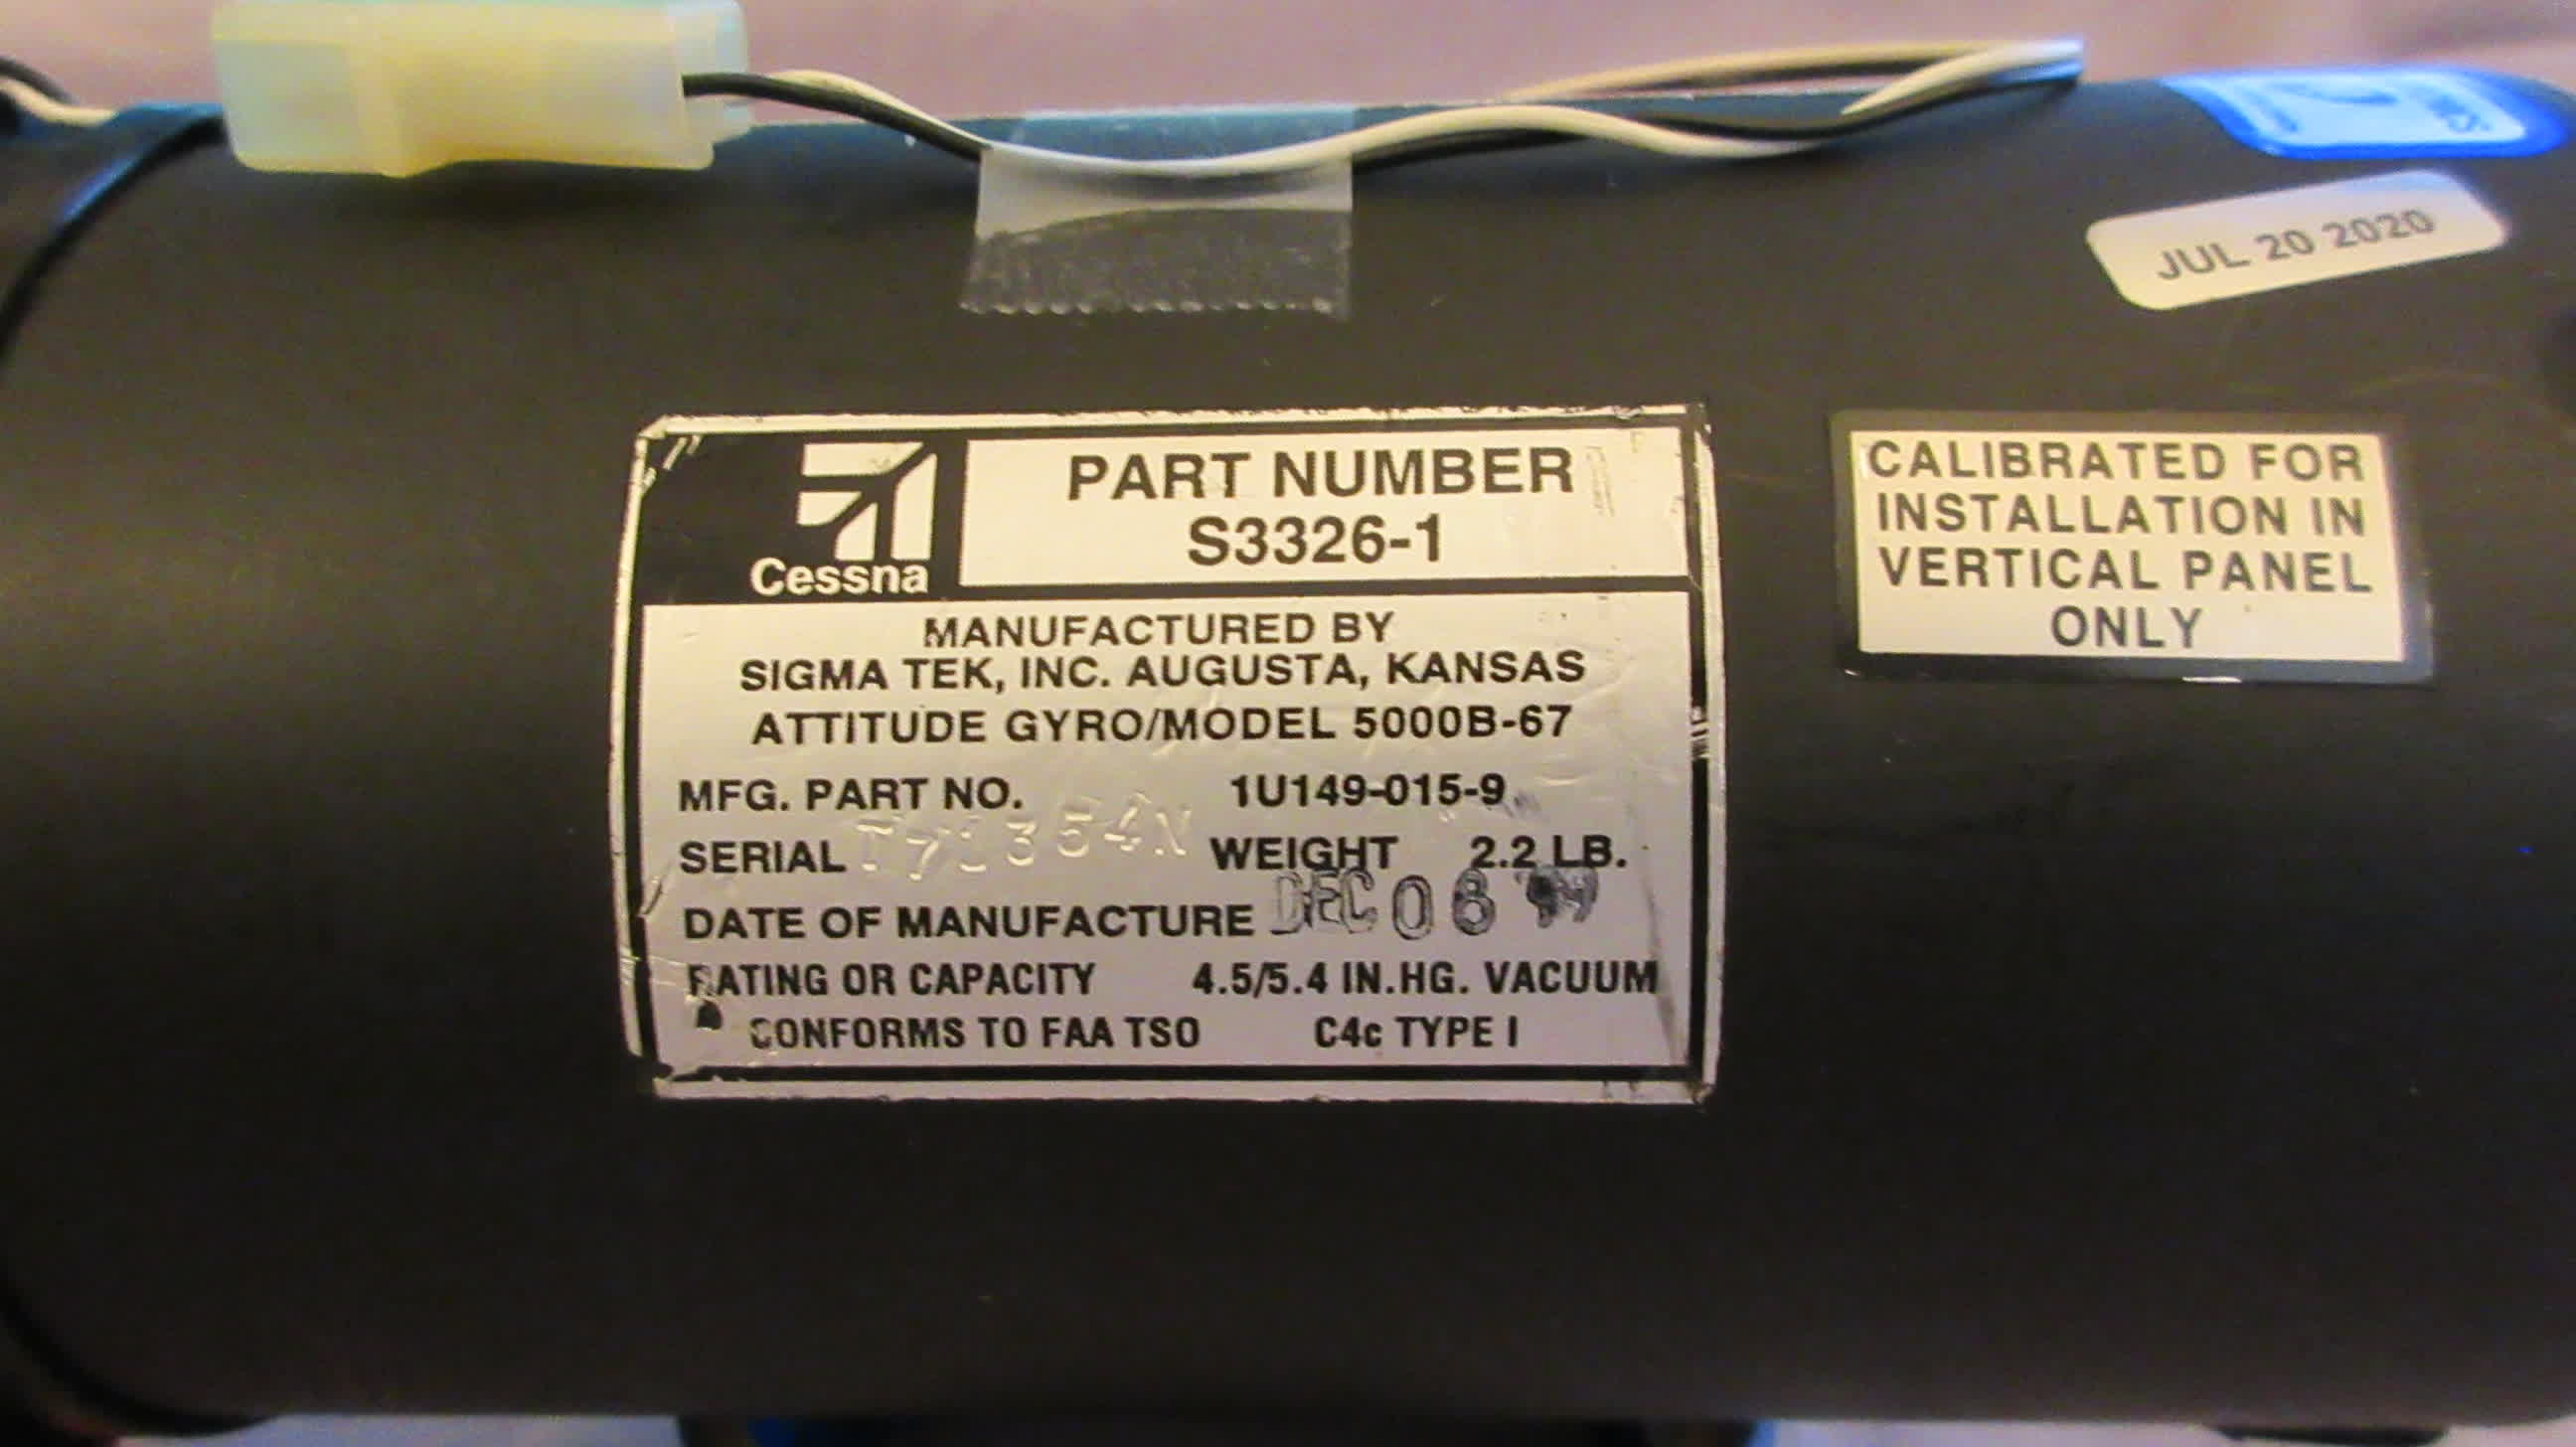 JUL 20 2020
Cessna
PART NUMBER
S3326-1
MANUFACTURED BY
SIGMA TEK, INC. AUGUSTA, KANSAS
ATTITUDE GYRO/MODEL 5000B-67
MFG. PART NO. 1U149-015-9
SERIAL WEIGHT 2.2 LB.
DATE OF MANUFACTURE DEC 08
RATING OR CAPACITY 4.5/5.4 IN.HG. VACUUM
CONFORMS TO FAA TSO C4c TYPE I
CALIBRATED FOR
INSTALLATION IN
VERTICAL PANEL
ONLY